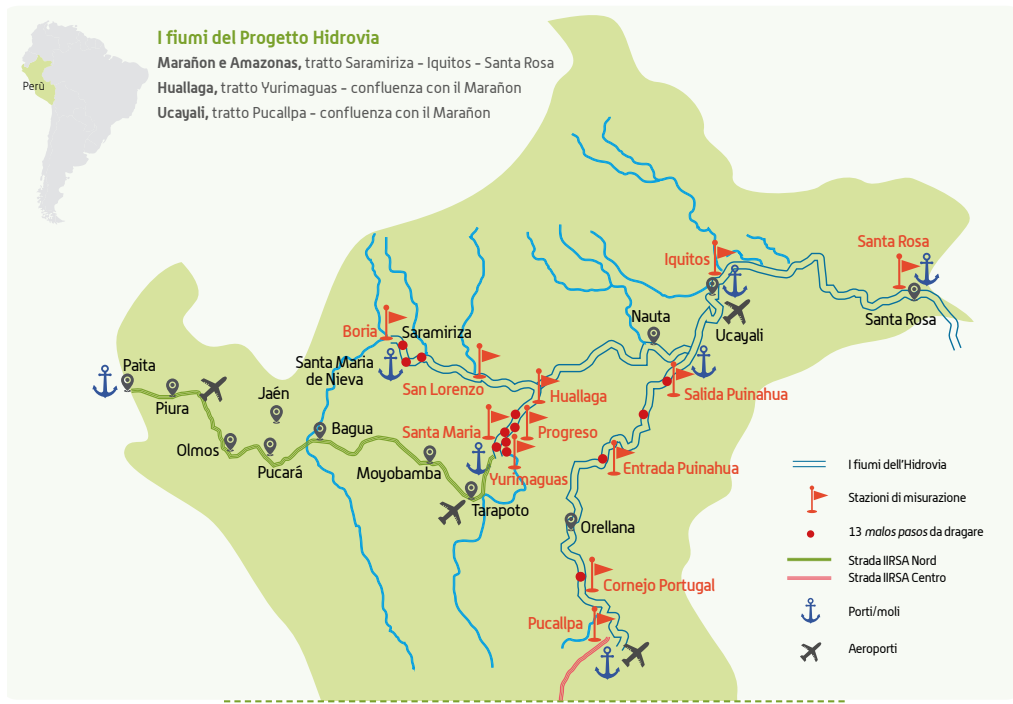 I fiumi del Progetto Hidrovia
Marañon e Amazonas, tratto Saramiriza - Iquitos - Santa Rosa
Huallaga, tratto Yurimaguas - confluenza con il Marañon
Ucayali, tratto Pucallpa - confluenza con il Marañon
Perù
Santa Rosa
Iquitos
Santa Rosa
Nauta
Ucayali
Boria
Saramiriza
Santa Maria
de Nieva
Paita
Piura
Jaén
San Lorenzo
Huallaga
Salida Puinahua
Olmos
Pucará
Bagua
Santa Maria
Progreso
Moyobamba
Yurimaguas
Entrada Puinahua
Tarapoto
Orellana
Cornejo Portugal
Pucallpa
I fiumi dell'Hidrovia
Stazioni di misurazione
13 malos pasos da dragare
Strada IIRSA Nord
Strada IIRSA Centro
Porti/moli
Aeroporti